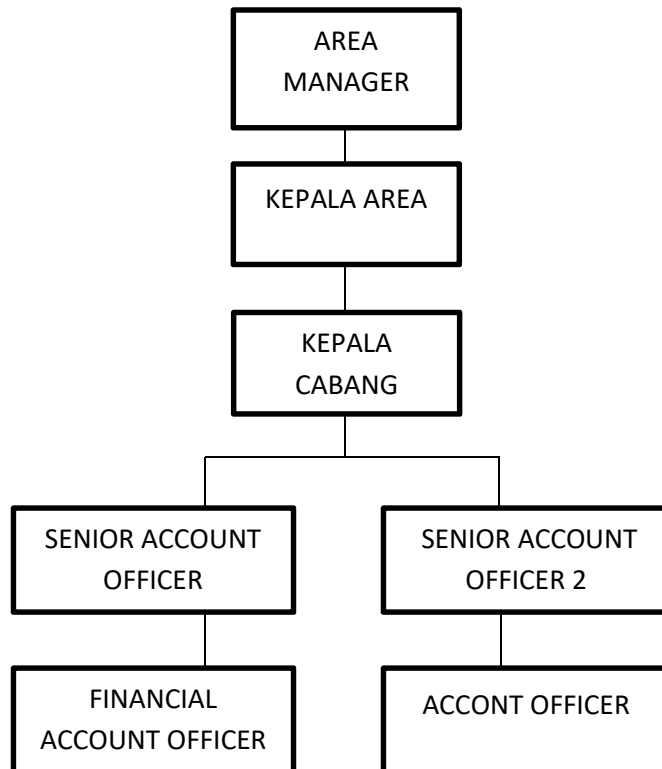 AREA
MANAGER
KEPALA AREA
KEPALA
CABANG
SENIOR ACCOUNT
OFFICER
SENIOR ACCOUNT
OFFICER 2
FINANCIAL
ACCOUNT OFFICER
ACCONT OFFICER